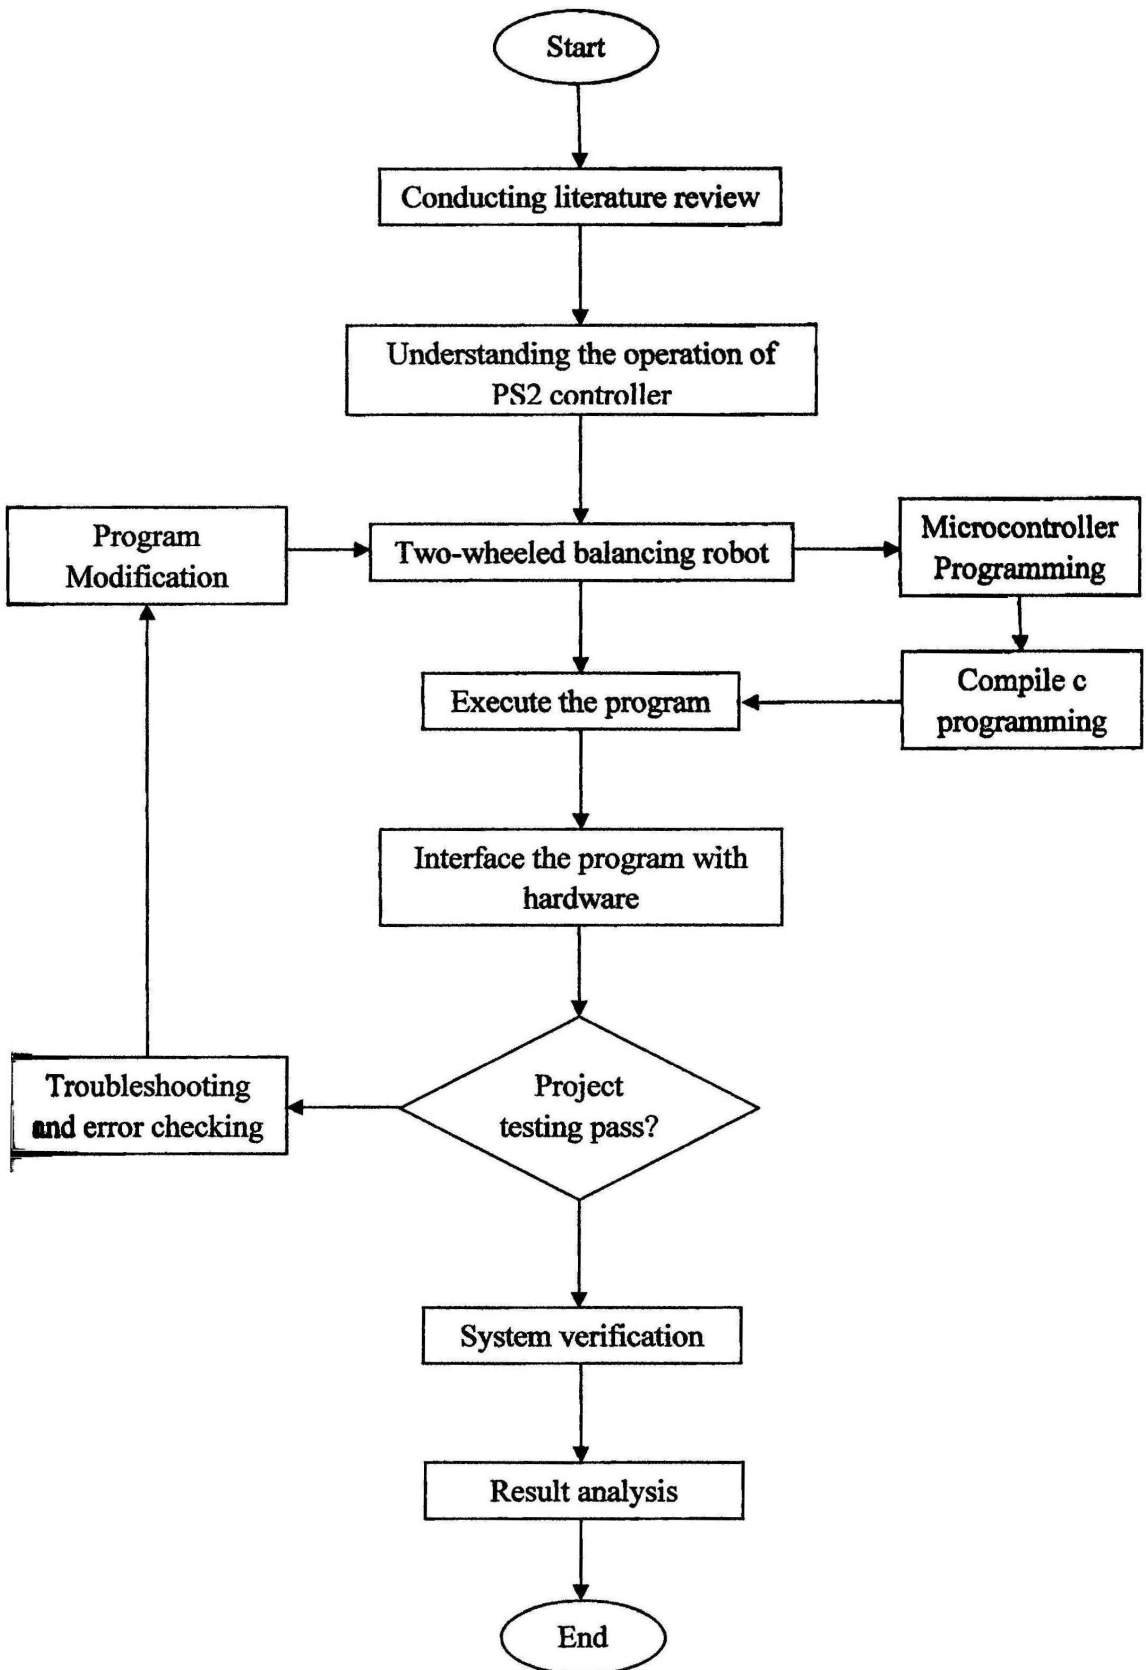 Start
Conducting literature review
Understanding the operation of
PS2 controller
Program
Modification
Two-wheeled balancing robot
Microcontroller
Programming
Execute the program
Compile c
programming
Interface the program with
hardware
Troubleshooting
and error checking
Project
testing pass?
System verification
Result analysis
End